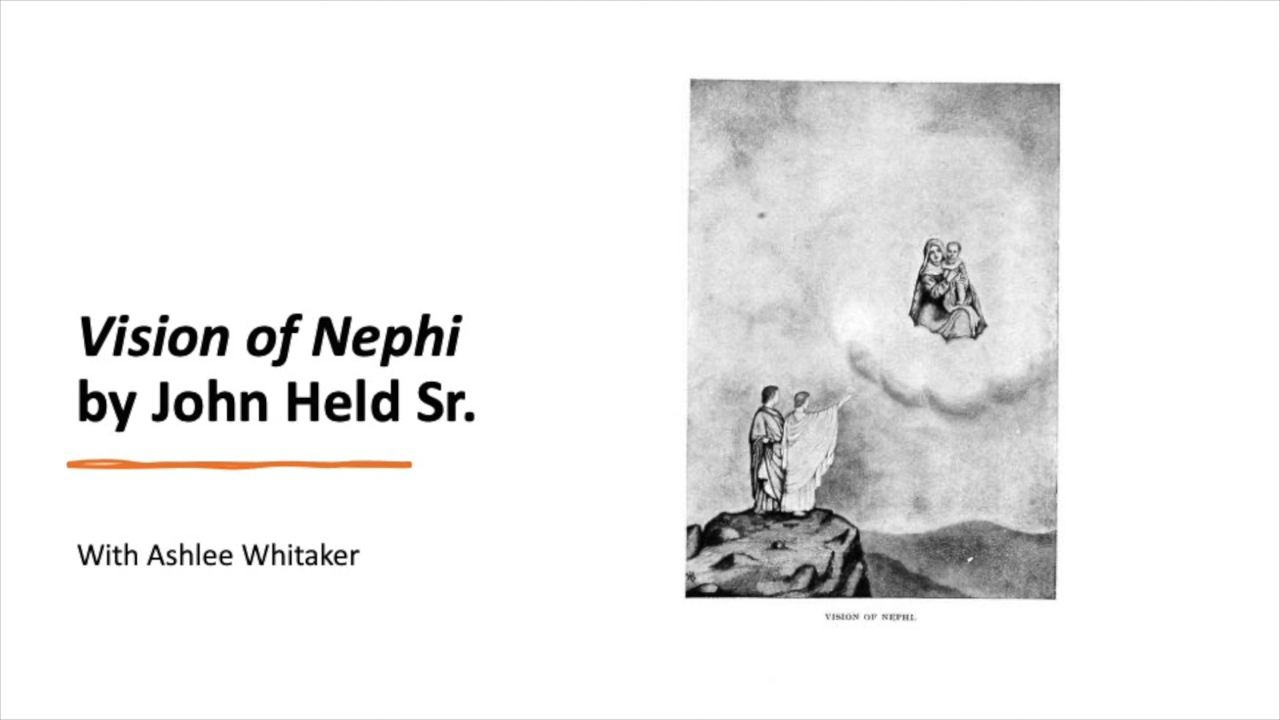 Vision of Nephi
by John Held Sr.
With Ashlee Whitaker
VISION OF NEPHI.